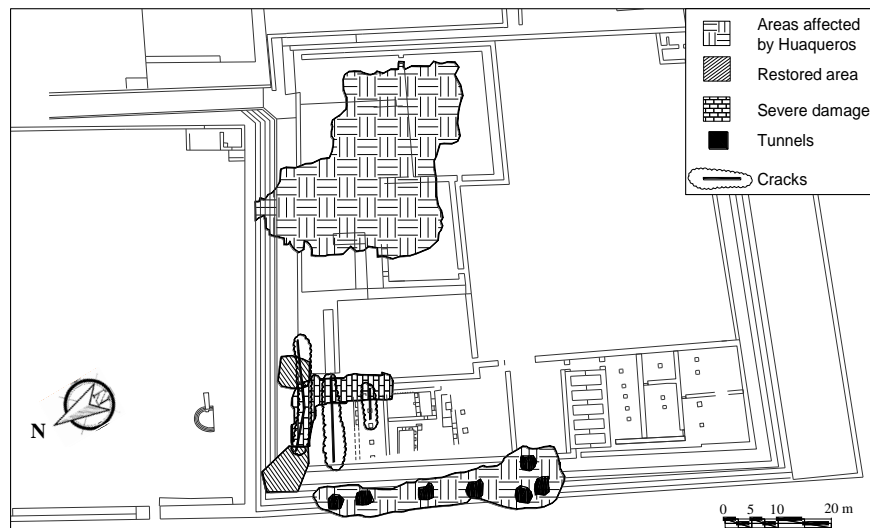 Areas affected
by Huaqueros
Restored area
Severe damage
Tunnels
Cracks
N
0 5 10 20 m